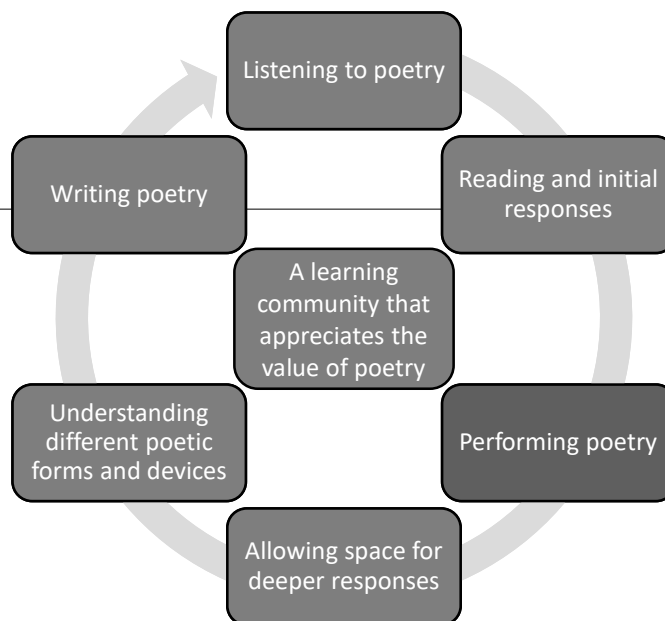 Listening to poetry
Reading and initial
responses
Performing poetry
Allowing space for
deeper responses
Understanding
different poetic
forms and devices
Writing poetry
A learning
community that
appreciates the
value of poetry